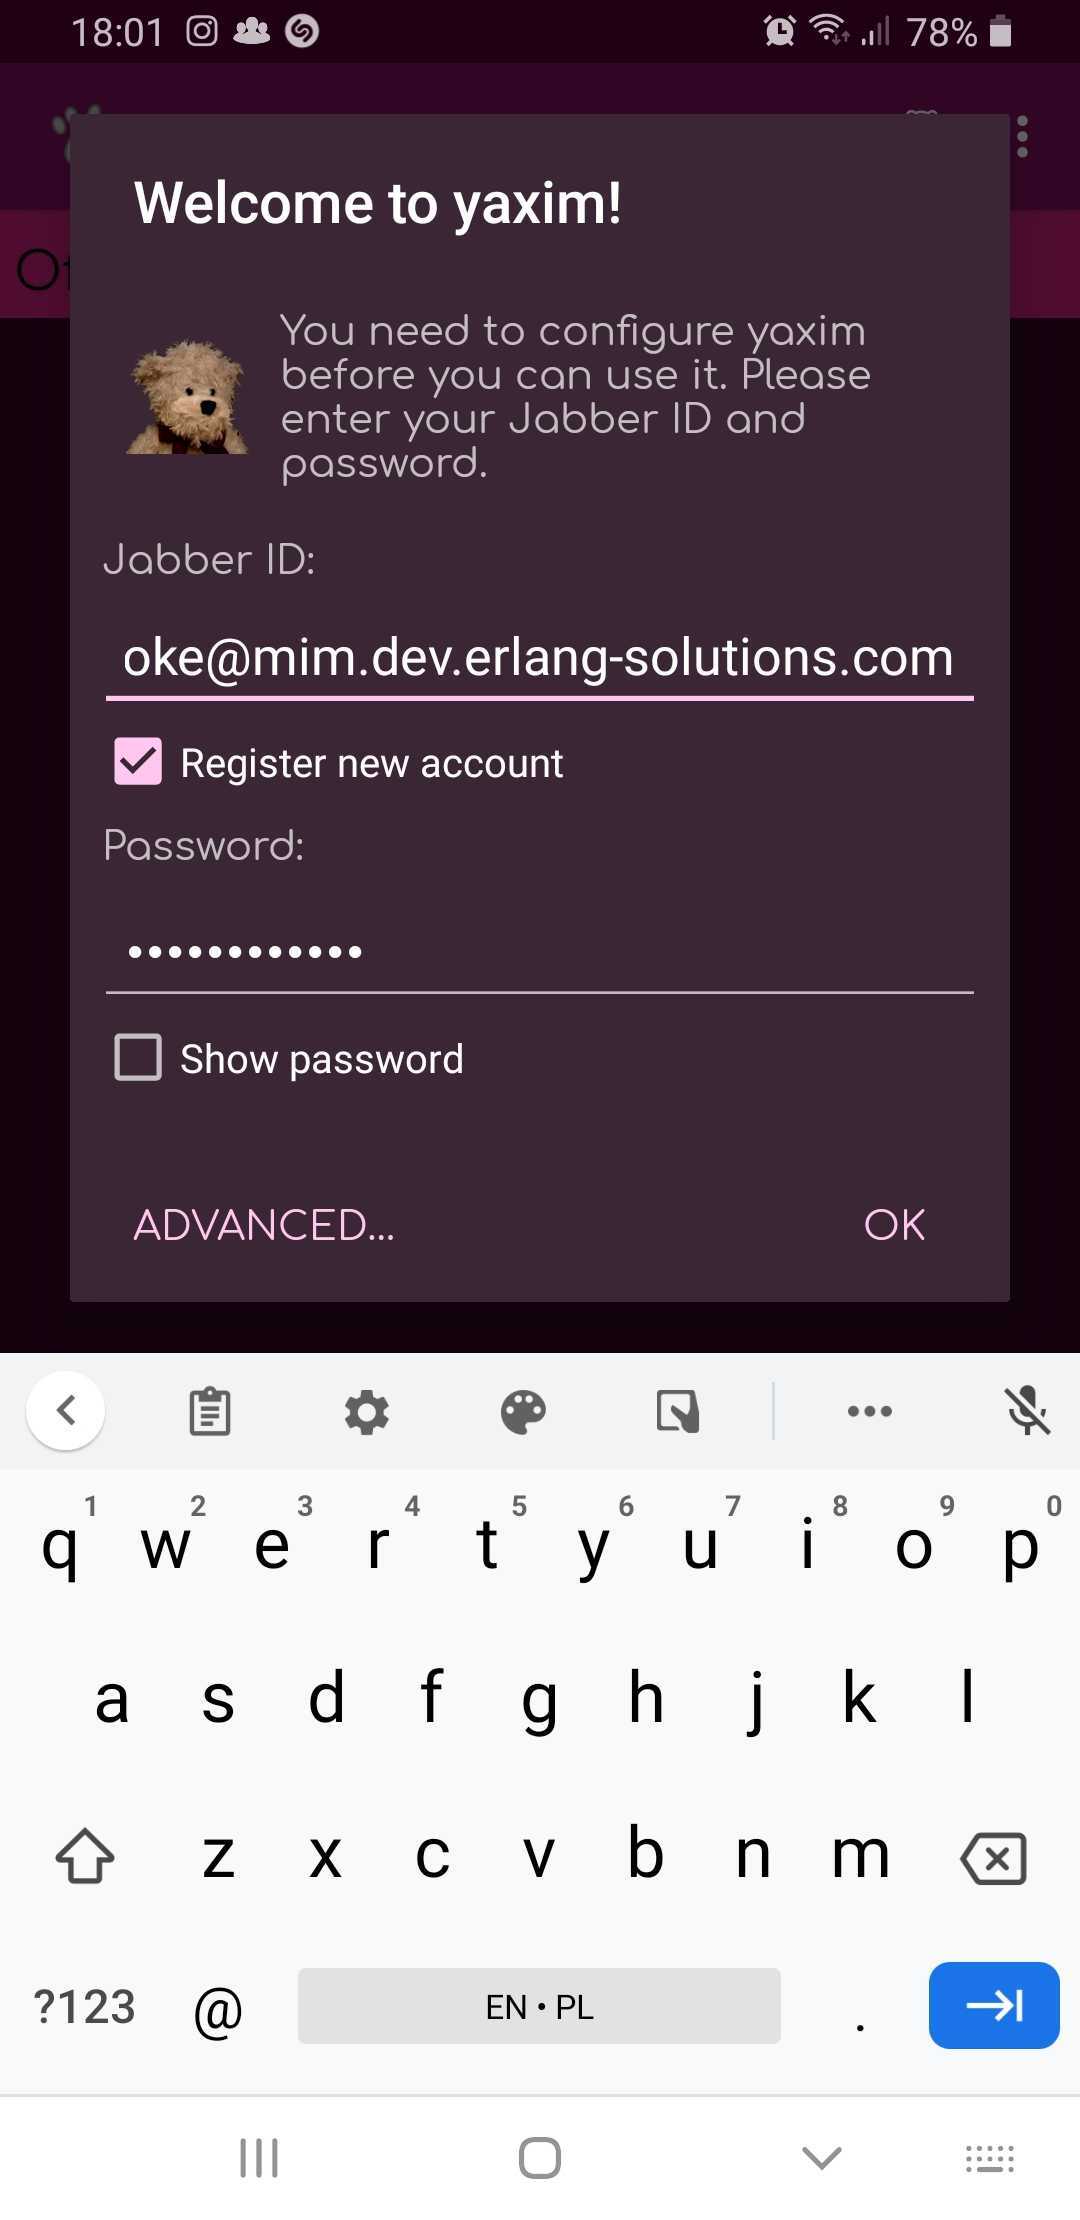 18:01 78%
Welcome to yaxim!
You need to configure yaxim
before you can use it. Please
enter your Jabber ID and
password.
Jabber ID:
oke@mim.dev.erlang-solutions.com
Register new account
Password:
••••••••••••
Show password
ADVANCED... OK
1 2 3 4 5 6 7 8 9 0
q w e r t y u i o p
a s d f g h j k l
z x c v b n m
?123 @ EN • PL .